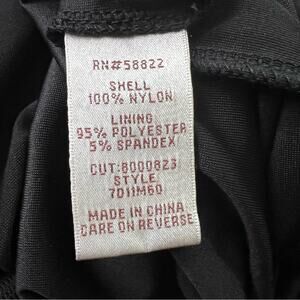 RN#58822
SHELL
100% NYLON
LINING
95% POLYESTER
5% SPANDEX
CUT:8000823
STYLE
7011M60
MADE IN CHINA
CARE ON REVERSE